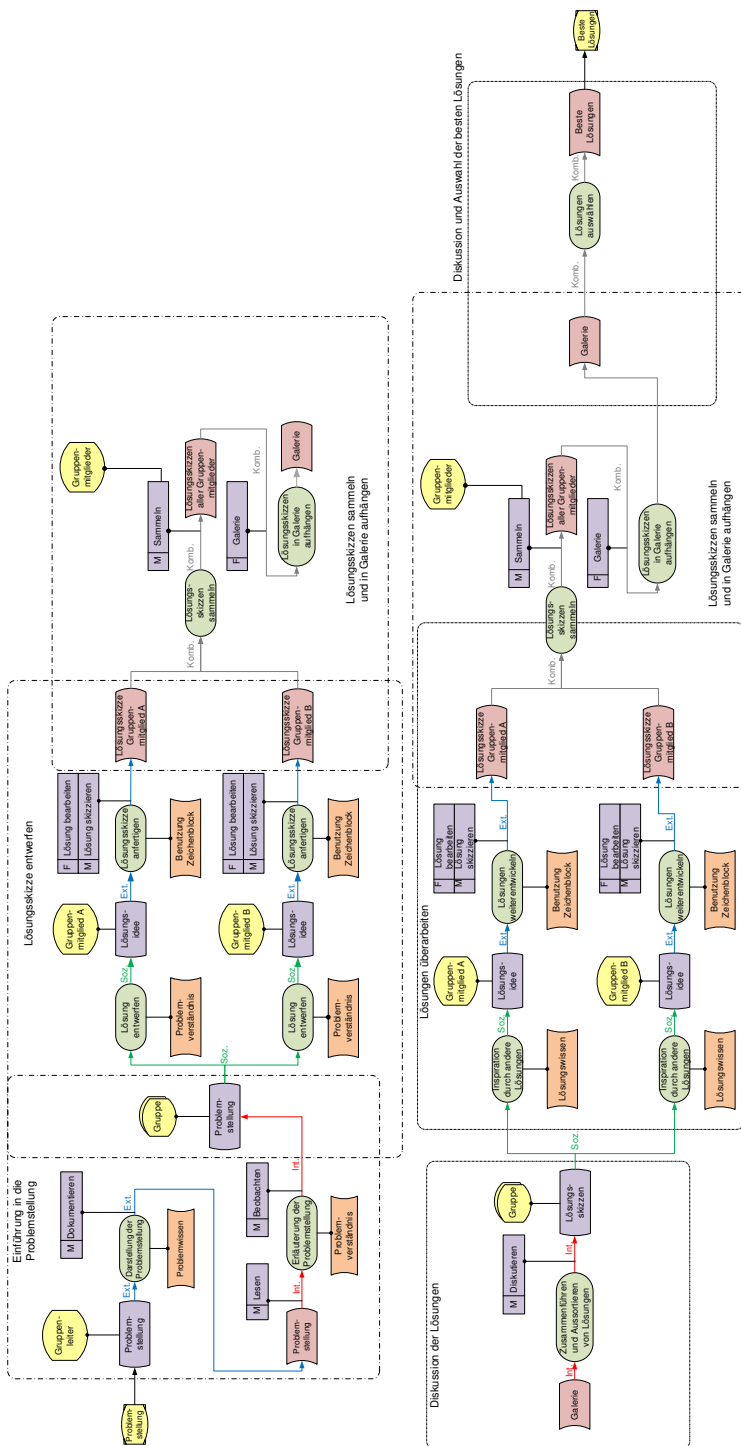 Einführung in die
Problemstellung
Problem-
stellung
Gruppen-
leiter
Problem-
stellung
Ext.
Darstellung der
Problemstellung
M Dokumentieren
Ext.
Problemwissen
Problem-
stellung
M Lesen
Int.
Erläuterung der
Problemstellung
M Beobachten
Int.
Problem-
verständnis
Gruppe
Problem-
stellung
Soz.
Lösungsskizze entwerfen
Lösung
entwerfen
Problem-
verständnis
Soz.
Gruppen-
mitglied A
Lösungs-
idee
Ext.
Lösungsskizze
anfertigen
F Lösung bearbeiten
M Lösung skizzieren
Benutzung
Zeichenblock
Lösungsskizze
Gruppen-
mitglied A
Lösung
entwerfen
Problem-
verständnis
Soz.
Gruppen-
mitglied B
Lösungs-
idee
Ext.
Lösungsskizze
anfertigen
F Lösung bearbeiten
M Lösung skizzieren
Ext.
Benutzung
Zeichenblock
Lösungsskizze
Gruppen-
mitglied B
Komb.
Lösungs-
skizzen
sammeln
Komb.
M Sammeln
Gruppen-
mitglieder
Lösungsskizzen
aller Gruppen-
mitglieder
Komb.
F Galerie
Lösungsskizzen
in Galerie
aufhängen
Galerie
Lösungsskizzen sammeln
und in Galerie aufhängen
Diskussion der Lösungen
Galerie
Int.
Zusammenführen
und Aussortieren
von Lösungen
M Diskutieren
Int.
Gruppe
Lösungs-
skizzen
Soz.
Lösungen überarbeiten
Inspiration
durch andere
Lösungen
Lösungswissen
Soz.
Gruppen-
mitglied A
Lösungs-
idee
Ext.
Lösungen
weiterentwickeln
F Lösung
bearbeiten
M Lösung
skizzieren
Ext.
Benutzung
Zeichenblock
Lösungsskizze
Gruppen-
mitglied A
Inspiration
durch andere
Lösungen
Lösungswissen
Soz.
Gruppen-
mitglied B
Lösungs-
idee
Ext.
Lösungen
weiterentwickeln
F Lösung
bearbeiten
M Lösung
skizzieren
Ext.
Benutzung
Zeichenblock
Lösungsskizze
Gruppen-
mitglied B
Komb.
Lösungs-
skizzen
sammeln
Komb.
M Sammeln
Gruppen-
mitglieder
Lösungsskizzen
aller Gruppen-
mitglieder
Komb.
F Galerie
Lösungsskizzen
in Galerie
aufhängen
Lösungsskizzen sammeln
und in Galerie aufhängen
Diskussion und Auswahl der besten Lösungen
Galerie
Komb.
Lösungen
auswählen
Komb.
Beste
Lösungen
Beste
Lösungen